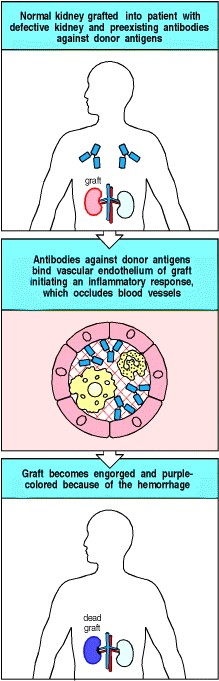 Normal kidney grafted into patient with
defective kidney and preexisting antibodies
against donor antigens
graft
Antibodies against donor antigens
bind vascular endothelium of graft
initiating an inflammatory response,
which occludes blood vessels
Graft becomes engorged and purple-
colored because of the hemorrhage
dead
graft